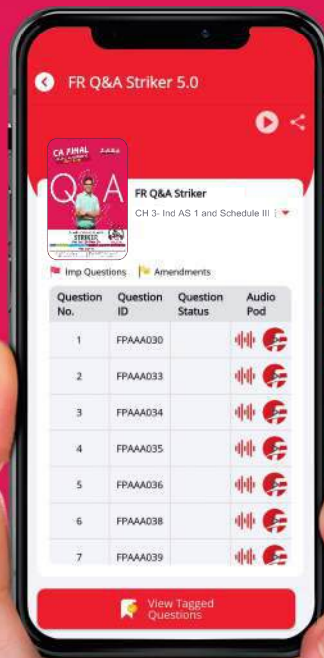 FR Q&A Striker 5.0
CA FINAL
Q A
STRIKER
FR Q&A Striker
CH 3- Ind AS 1 and Schedule III
Imp Questions Amendments
Question No. Question ID Question Status Audio Pod
1 FPAAA030
2 FPAAA033
3 FPAAA034
4 FPAAA035
5 FPAAA036
6 FPAAA038
7 FPAAA039
View Tagged
Questions